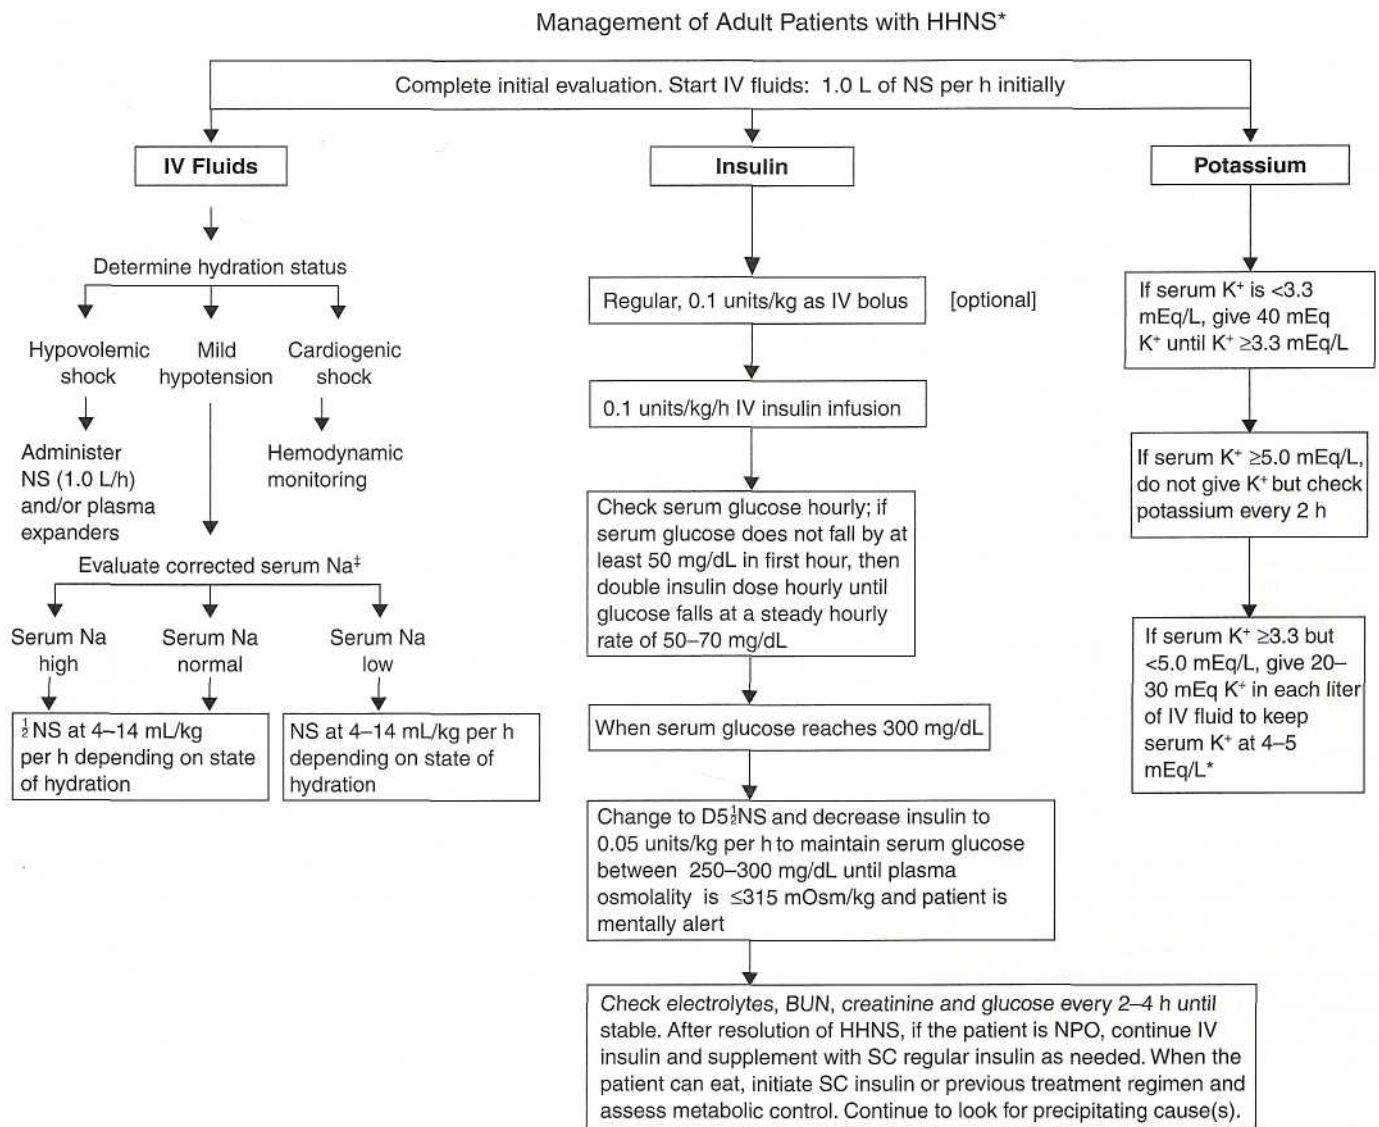 Management of Adult Patients with HHNS*
Complete initial evaluation. Start IV fluids: 1.0 L of NS per h initially
IV Fluids
Determine hydration status
Hypovolemic
shock
Mild
hypotension
Cardiogenic
shock
Administer
NS (1.0 L/h)
and/or plasma
expanders
Hemodynamic
monitoring
Evaluate corrected serum Na‡
Serum Na
high
Serum Na
normal
Serum Na
low
½NS at 4–14 mL/kg
per h depending on state
of hydration
NS at 4–14 mL/kg per h
depending on state of
hydration
Insulin
Regular, 0.1 units/kg as IV bolus
[optional]
0.1 units/kg/h IV insulin infusion
Check serum glucose hourly; if
serum glucose does not fall by at
least 50 mg/dL in first hour, then
double insulin dose hourly until
glucose falls at a steady hourly
rate of 50–70 mg/dL
When serum glucose reaches 300 mg/dL
Change to D5½NS and decrease insulin to
0.05 units/kg per h to maintain serum glucose
between 250–300 mg/dL until plasma
osmolality is ≤315 mOsm/kg and patient is
mentally alert
Check electrolytes, BUN, creatinine and glucose every 2–4 h until
stable. After resolution of HHNS, if the patient is NPO, continue IV
insulin and supplement with SC regular insulin as needed. When the
patient can eat, initiate SC insulin or previous treatment regimen and
assess metabolic control. Continue to look for precipitating cause(s).
Potassium
If serum K⁺ is <3.3
mEq/L, give 40 mEq
K⁺ until K⁺ ≥3.3 mEq/L
If serum K⁺ ≥5.0 mEq/L,
do not give K⁺ but check
potassium every 2 h
If serum K⁺ ≥3.3 but
<5.0 mEq/L, give 20–
30 mEq K⁺ in each liter
of IV fluid to keep
serum K⁺ at 4–5
mEq/L*